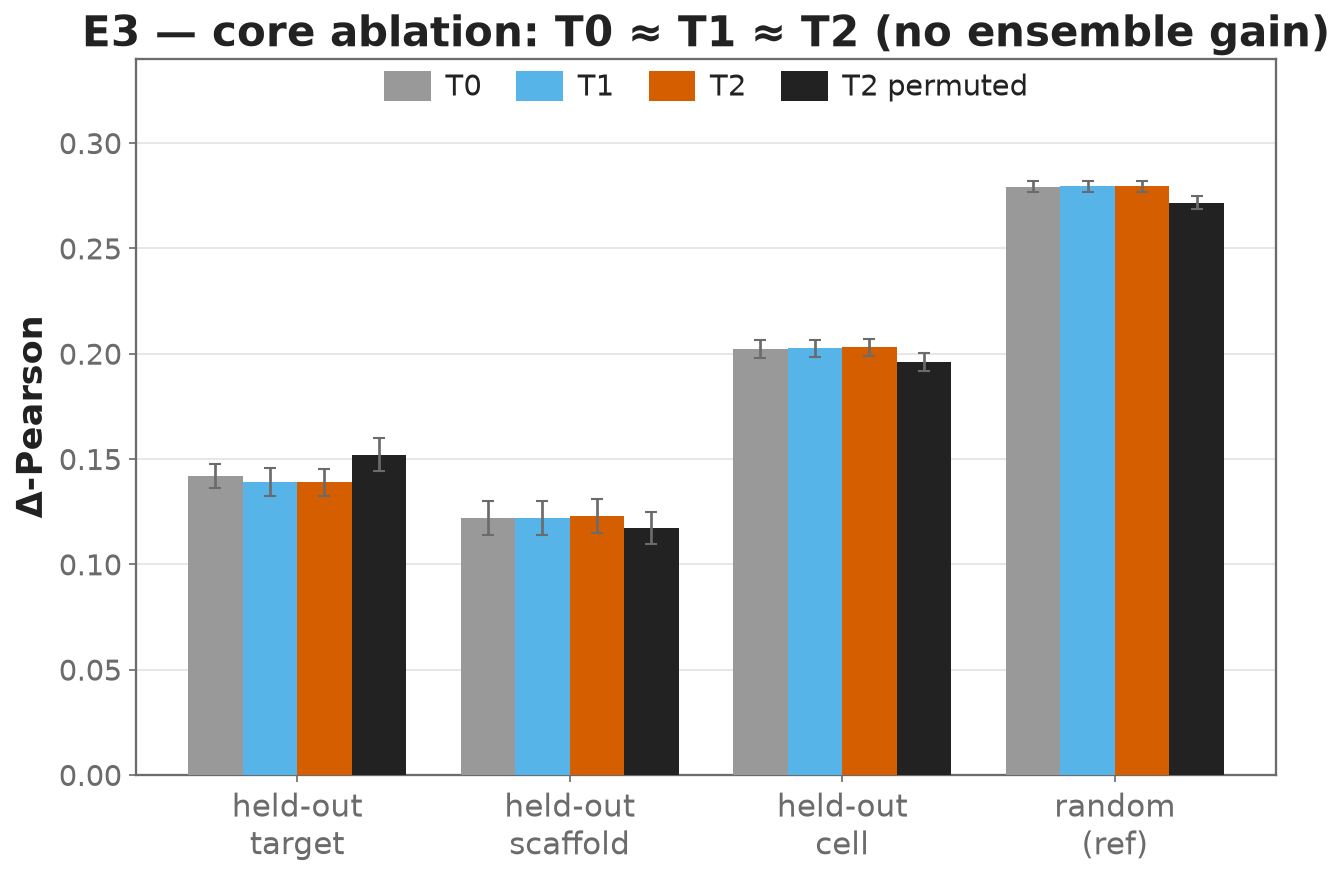 E3 — core ablation: T0 ≈ T1 ≈ T2 (no ensemble gain)
T0 T1 T2 T2 permuted
Δ-Pearson
0.30
0.25
0.20
0.15
0.10
0.05
0.00
held-out target
held-out scaffold
held-out cell
random (ref)